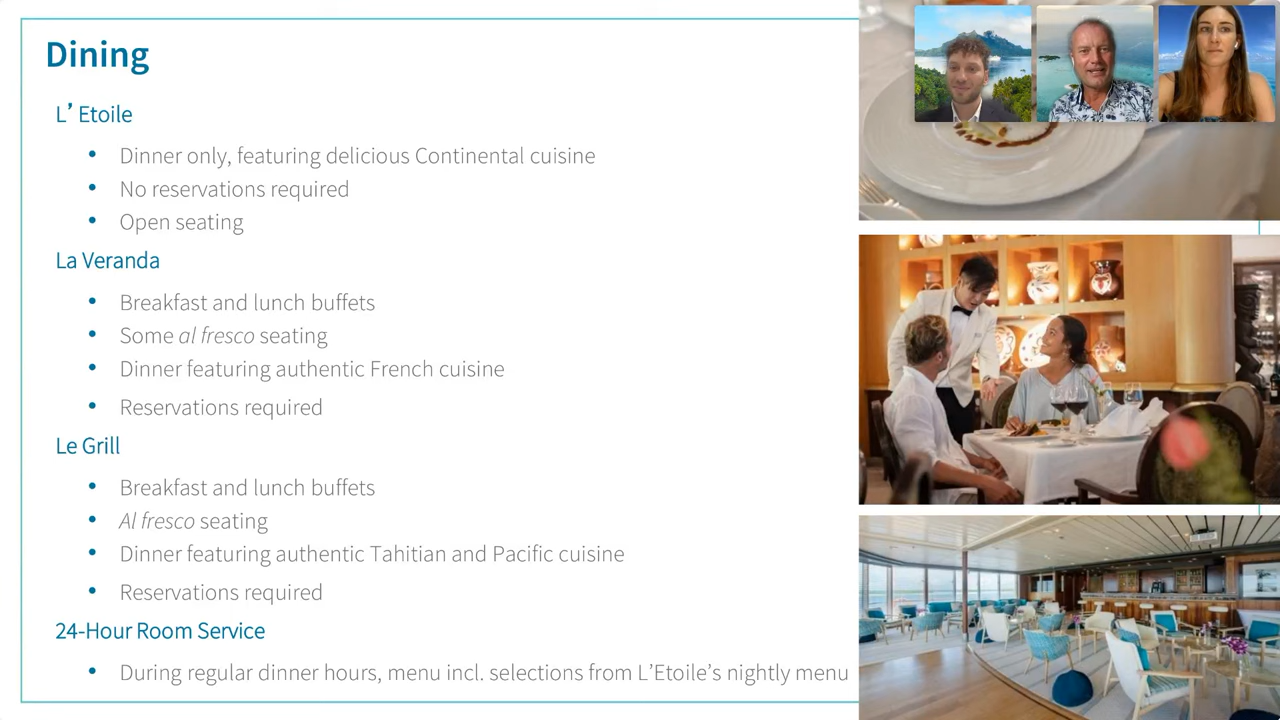 Dining
L’ Etoile
• Dinner only, featuring delicious Continental cuisine
• No reservations required
• Open seating
La Veranda
• Breakfast and lunch buffets
• Some al fresco seating
• Dinner featuring authentic French cuisine
• Reservations required
Le Grill
• Breakfast and lunch buffets
• Al fresco seating
• Dinner featuring authentic Tahitian and Pacific cuisine
• Reservations required
24-Hour Room Service
• During regular dinner hours, menu incl. selections from L’Etoile’s nightly menu